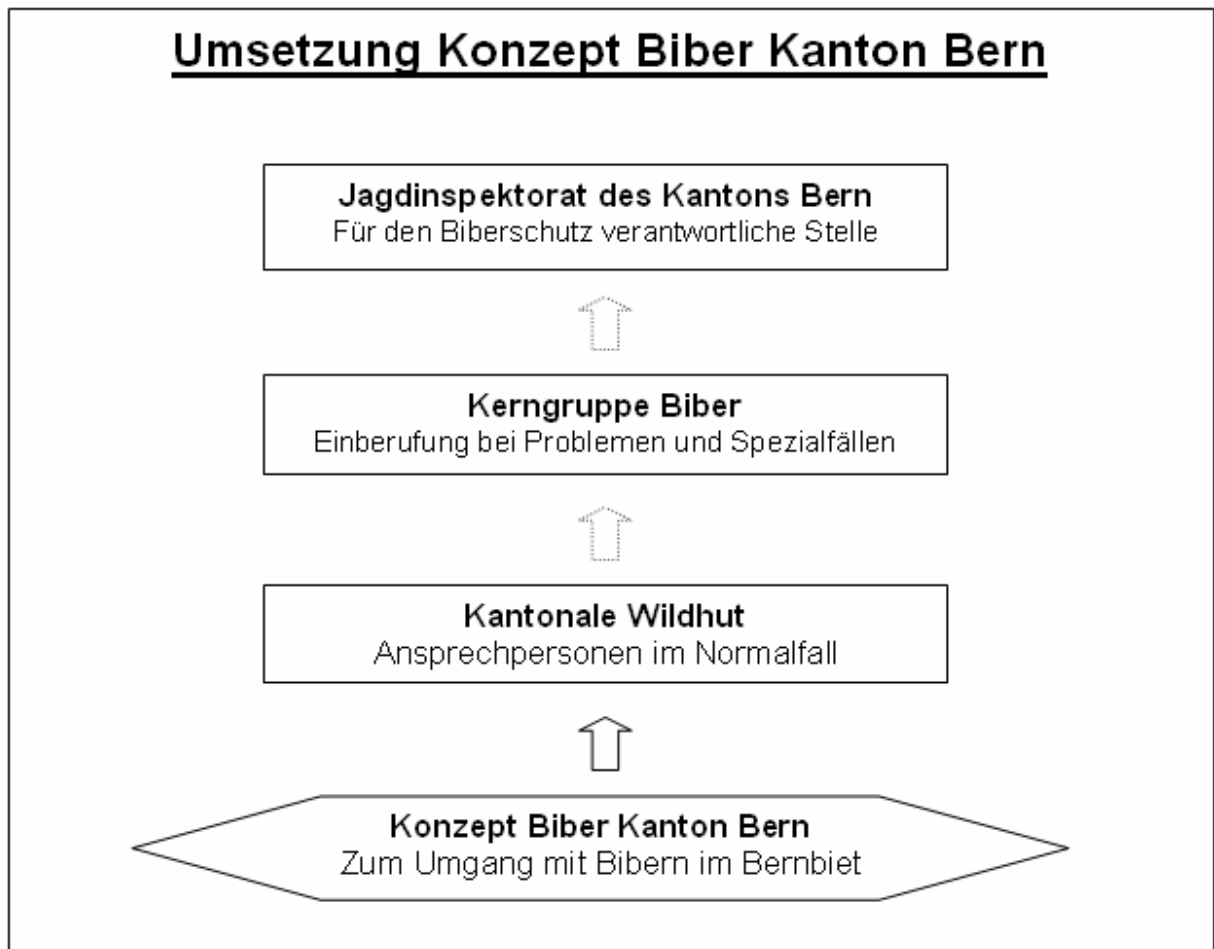 Umsetzung Konzept Biber Kanton Bern
Jagdinspektorat des Kantons Bern
Für den Biberschutz verantwortliche Stelle
Kerngruppe Biber
Einberufung bei Problemen und Spezialfällen
Kantonale Wildhut
Ansprechpersonen im Normalfall
Konzept Biber Kanton Bern
Zum Umgang mit Bibern im Bernbiet